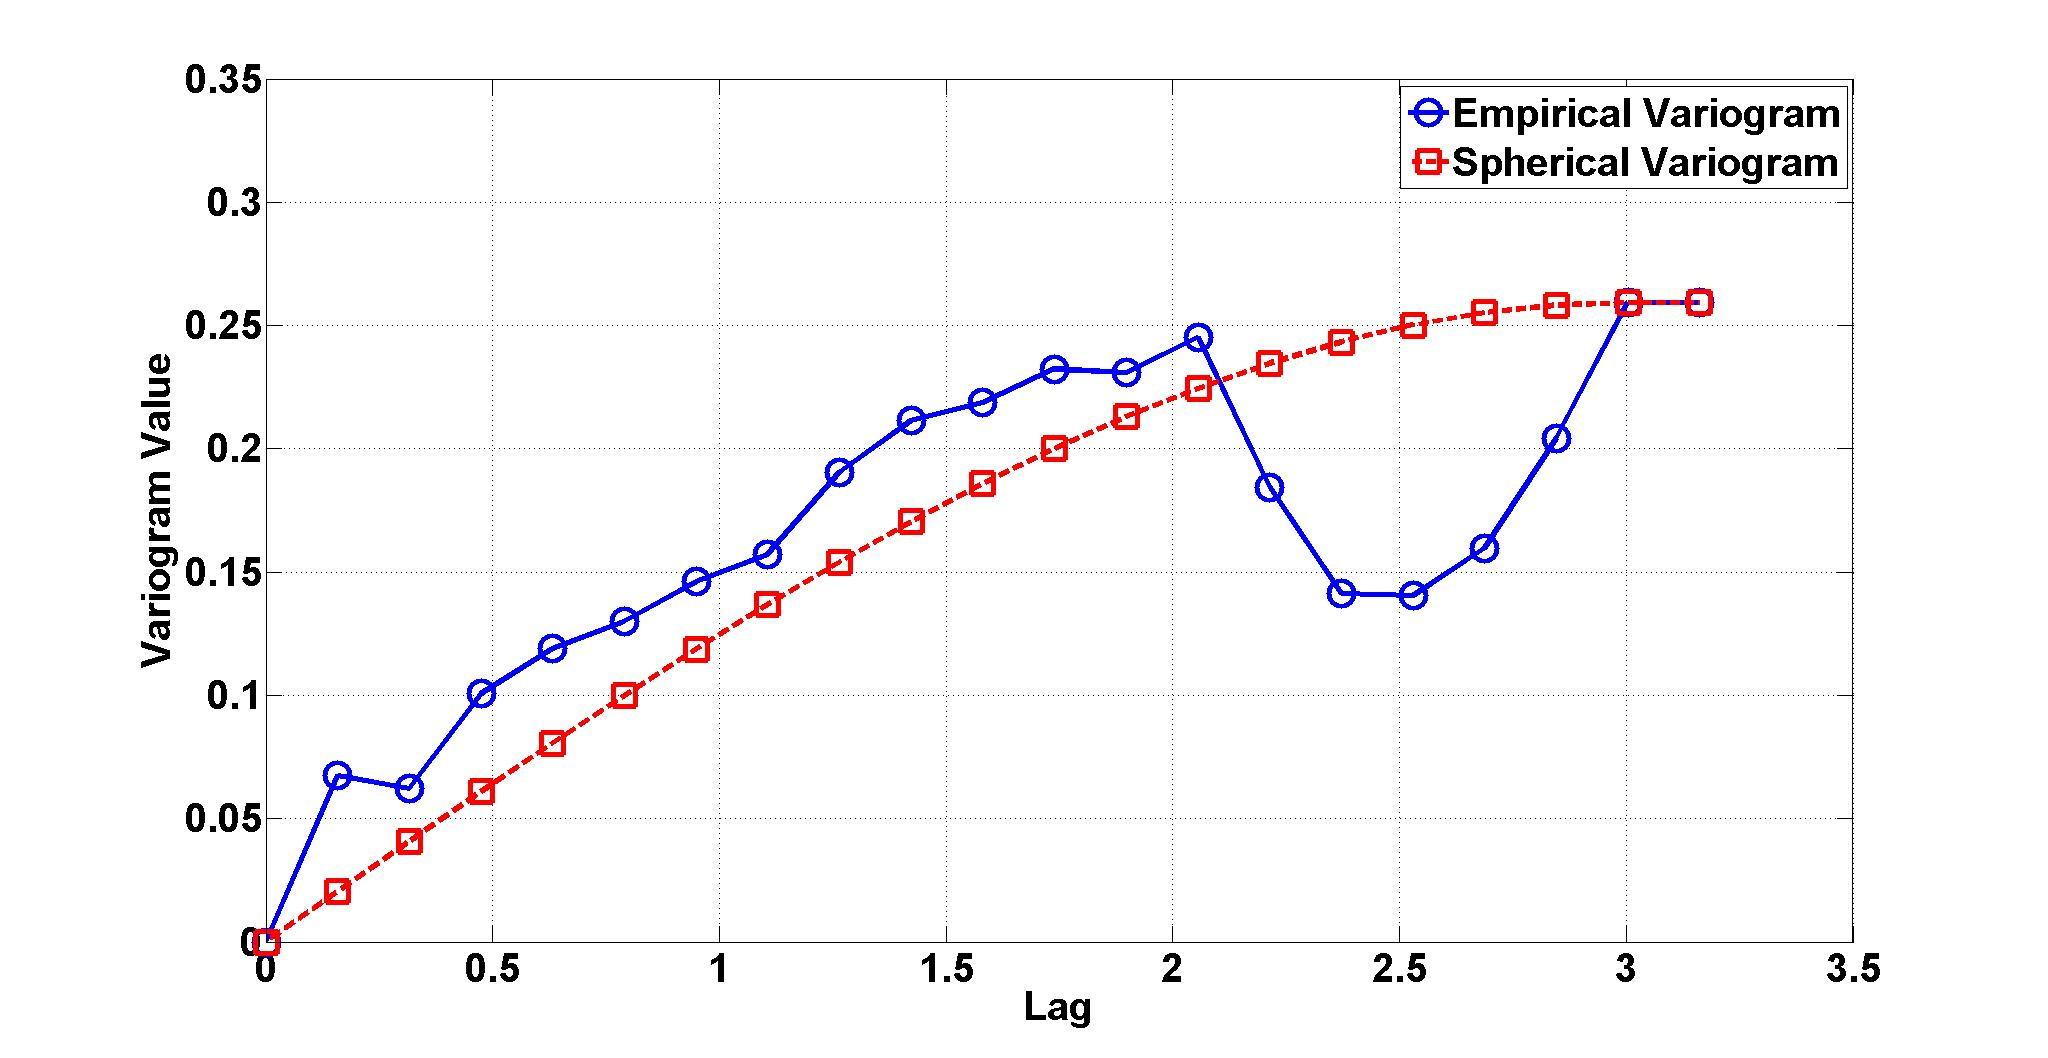 0.35
0.3
0.25
0.2
0.15
0.1
0.05
0
Variogram Value
Empirical Variogram
Spherical Variogram
0 0.5 1 1.5 2 2.5 3 3.5
Lag